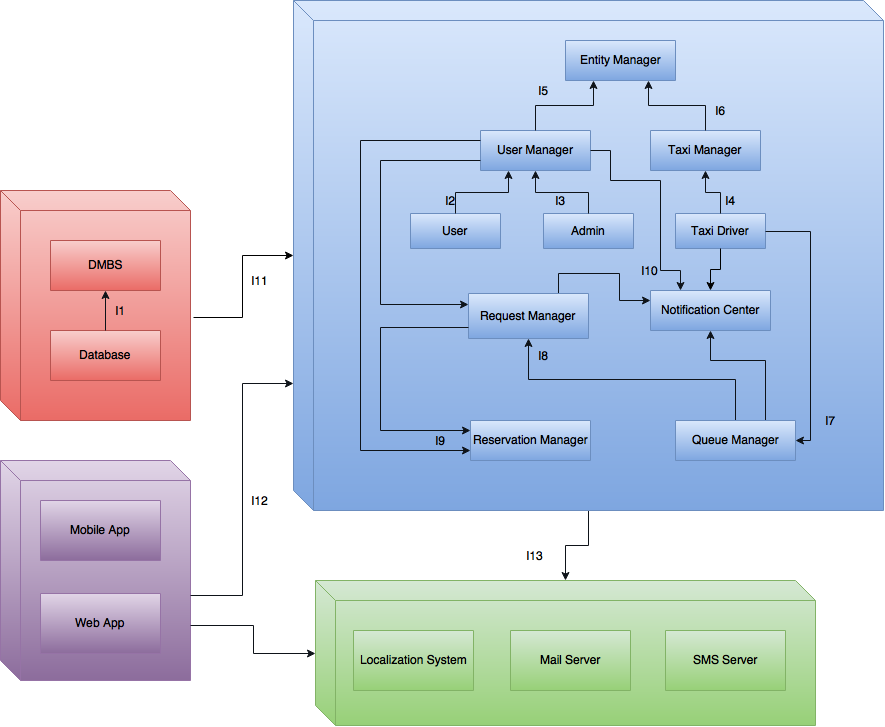 Entity Manager
I5
I6
User Manager
Taxi Manager
I2
I3
I4
User
Admin
Taxi Driver
DMBS
I11
I10
I1
Request Manager
Notification Center
Database
I8
I7
I9
Reservation Manager
Queue Manager
I12
Mobile App
I13
Web App
Localization System
Mail Server
SMS Server